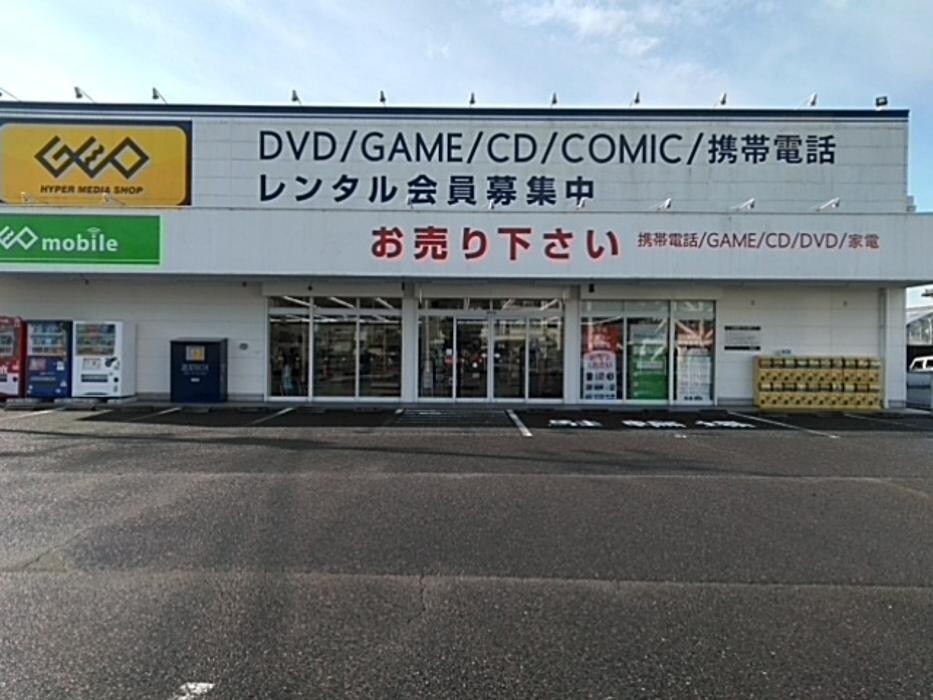 GEO
HYPER MEDIA SHOP
DVD/GAME/CD/COMIC/携帯電話
レンタル会員募集中
GEO mobile
お売り下さい
携帯電話/GAME/CD/DVD/家電